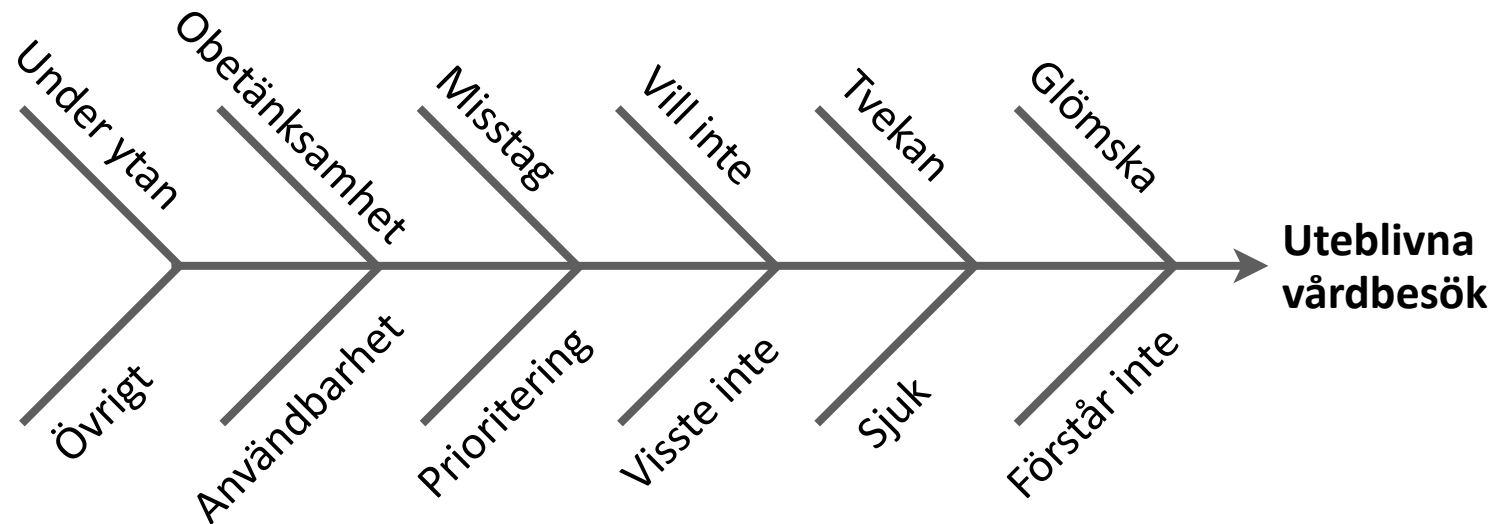 Under ytan
Obetänksamhet
Misstag
Vill inte
Tvekan
Glömska
Uteblivna
vårdbesök
Övrigt
Användbarhet
Prioritering
Visste inte
Sjuk
Förstår inte